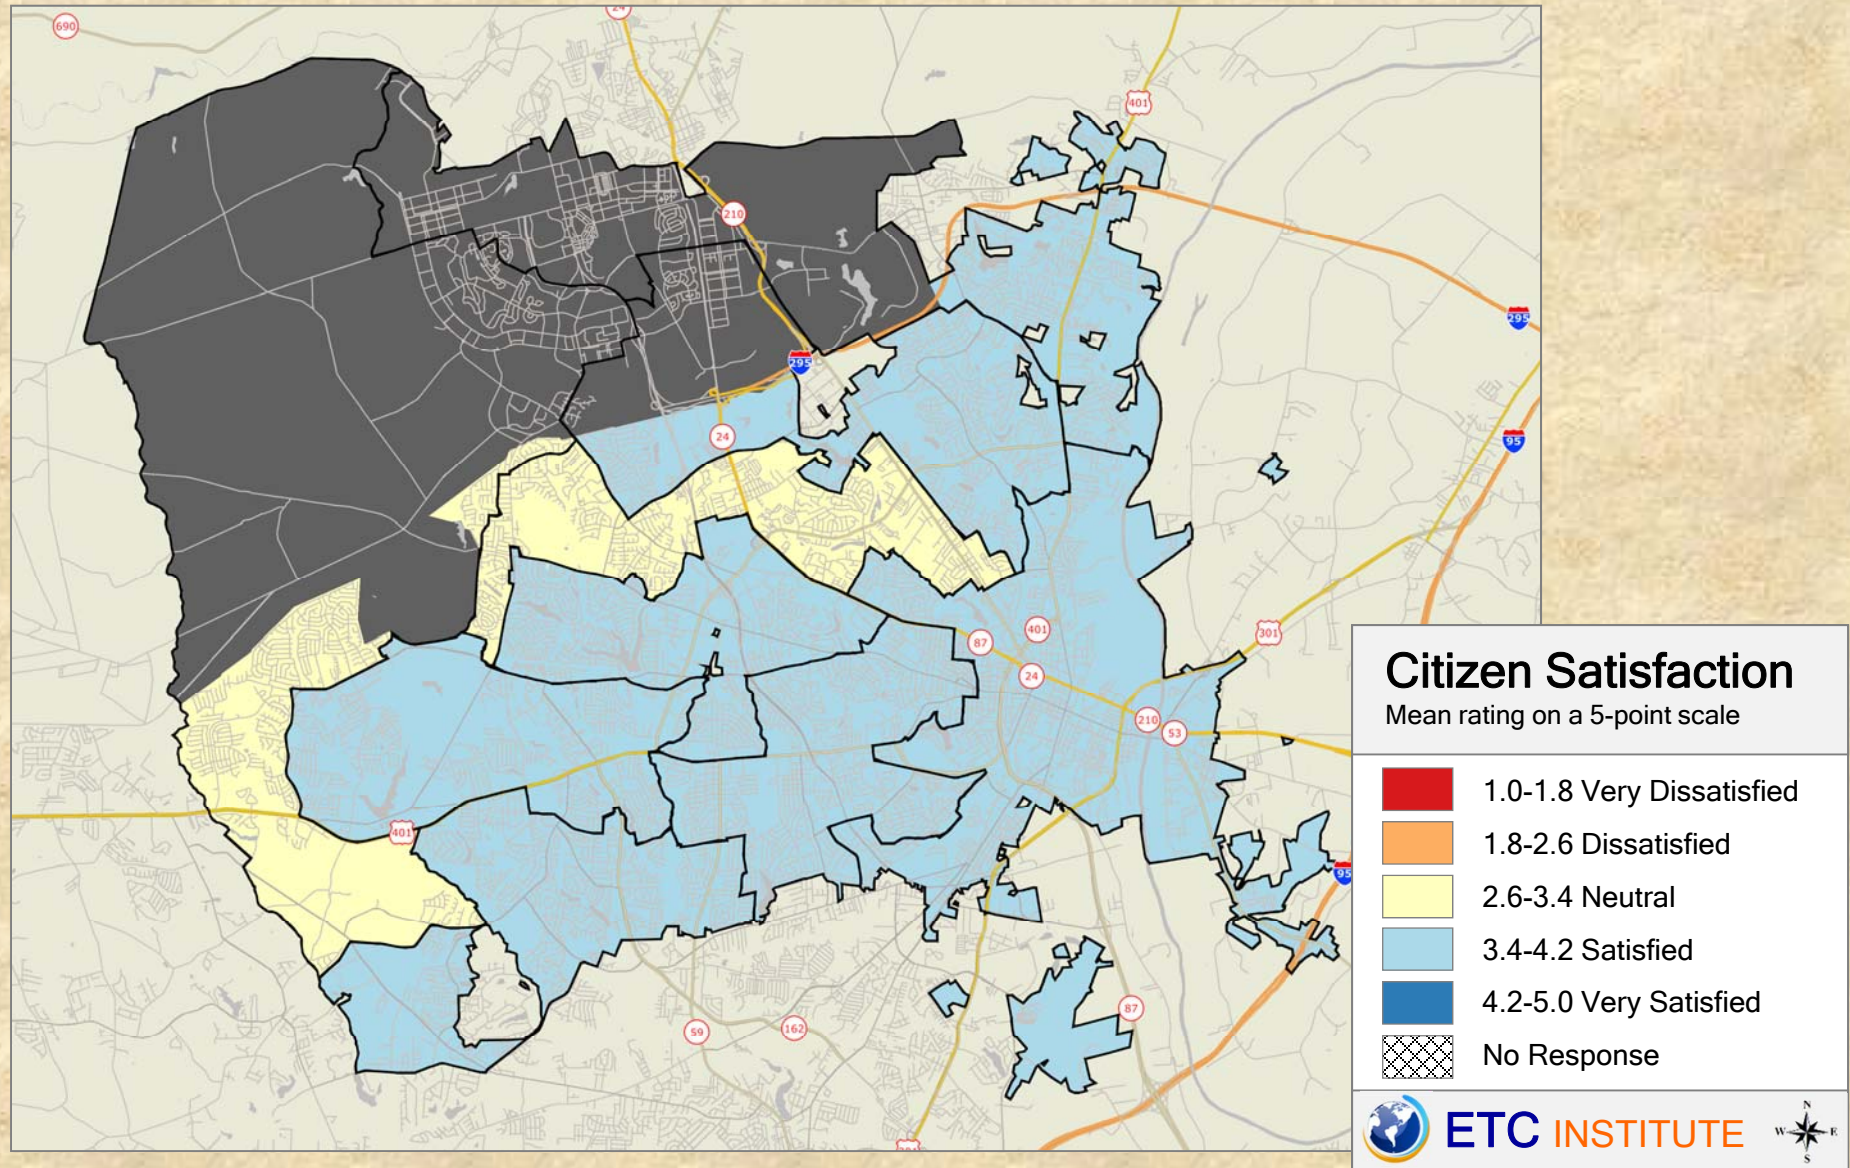 24
690
401
210
295
295
24
95
301
87
401
24
210
53
401
95
87
59
162
Citizen Satisfaction
Mean rating on a 5-point scale
1.0-1.8 Very Dissatisfied
1.8-2.6 Dissatisfied
2.6-3.4 Neutral
3.4-4.2 Satisfied
4.2-5.0 Very Satisfied
No Response
ETC INSTITUTE
N
W E
S